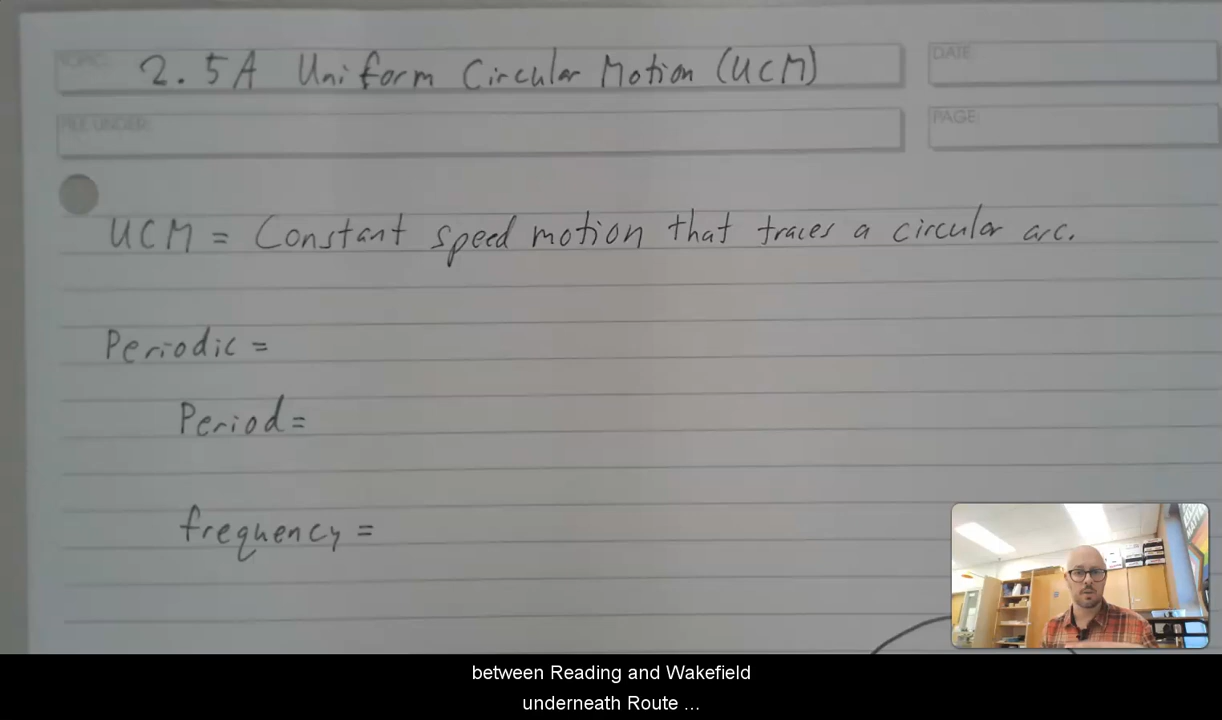 TOPIC:
2.5A Uniform Circular Motion (UCM)
DATE:
FILE UNDER:
PAGE:
UCM = Constant speed motion that traces a circular arc.
Periodic =
Period =
frequency =
between Reading and Wakefield
underneath Route ...